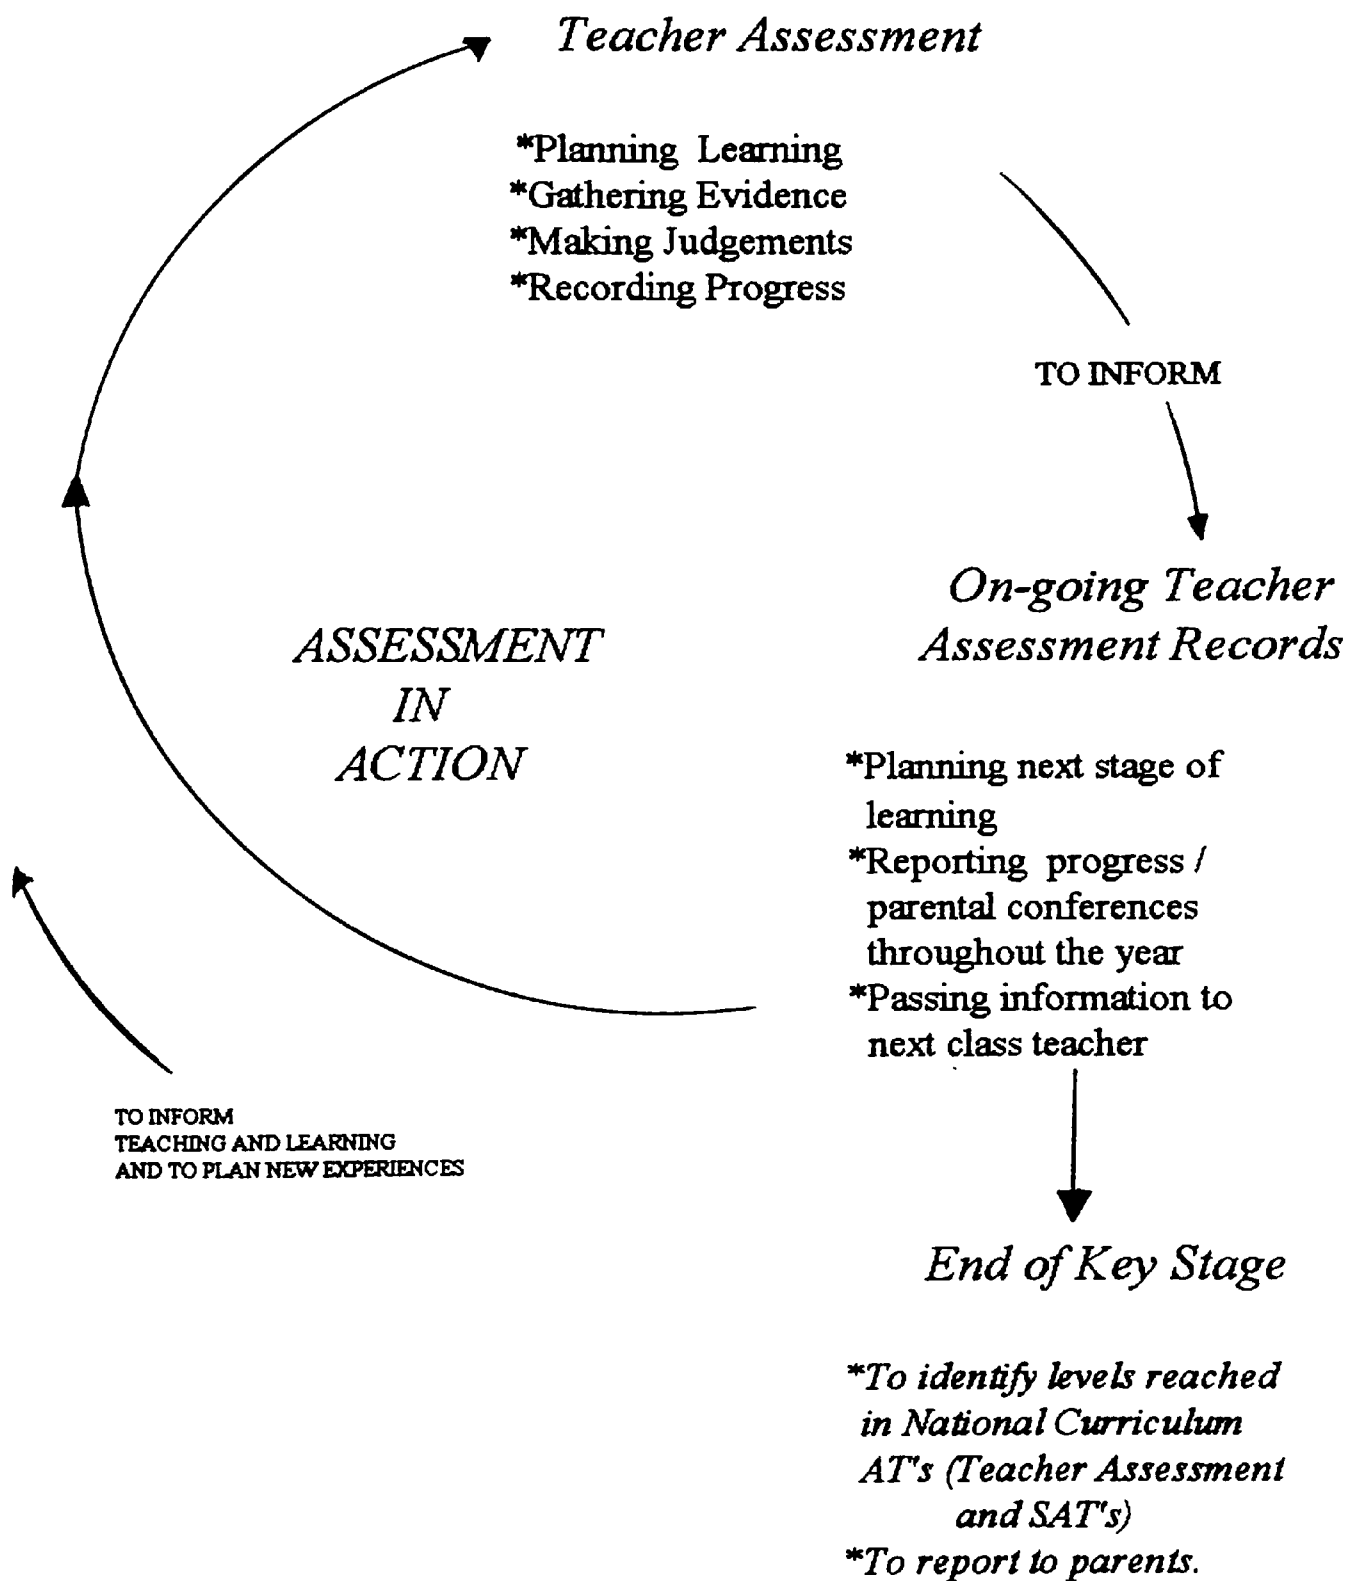 Teacher Assessment
*Planning Learning
*Gathering Evidence
*Making Judgements
*Recording Progress
TO INFORM
On-going Teacher
Assessment Records
ASSESSMENT
IN
ACTION
*Planning next stage of
learning
*Reporting progress /
parental conferences
throughout the year
*Passing information to
next class teacher
TO INFORM
TEACHING AND LEARNING
AND TO PLAN NEW EXPERIENCES
End of Key Stage
*To identify levels reached
in National Curriculum
AT's (Teacher Assessment
and SAT's)
*To report to parents.